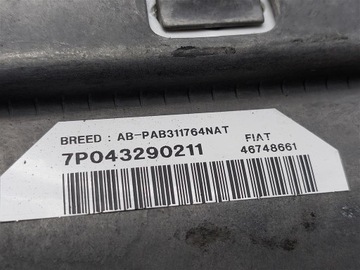 BREED : AB-PAB311764NAT FIAT
7P043290211 46748661